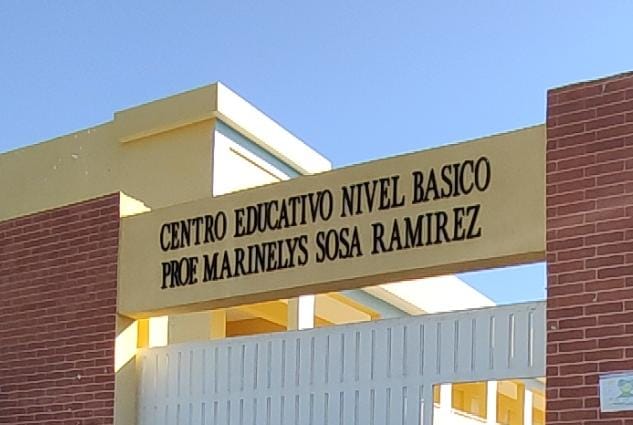 CENTRO EDUCATIVO NIVEL BASICO
PROF. MARINELYS SOSA RAMIREZ